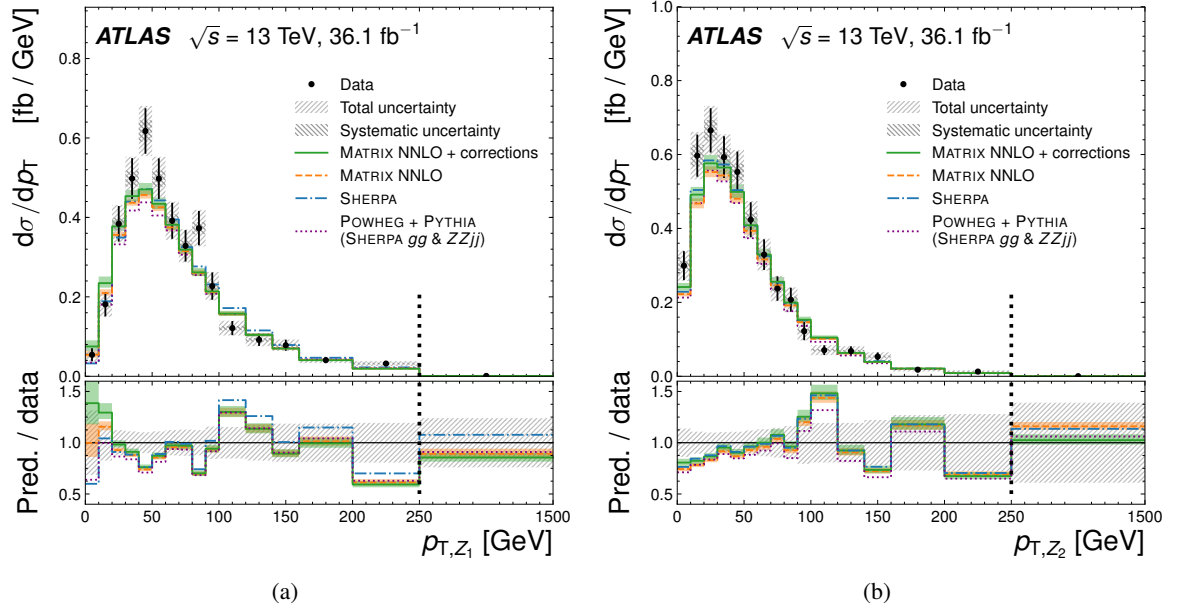 ATLAS √s = 13 TeV, 36.1 fb⁻¹
dσ/dp_T [fb / GeV]
0.8
0.6
0.4
0.2
0.0
Data
Total uncertainty
Systematic uncertainty
MATRIX NNLO + corrections
MATRIX NNLO
SHERPA
POWHEG + PYTHIA
(SHERPA gg & ZZjj)
Pred. / data
1.5
1.0
0.5
0 50 100 150 200 250 1500
p_T,Z₁ [GeV]
(a)
ATLAS √s = 13 TeV, 36.1 fb⁻¹
dσ/dp_T [fb / GeV]
1.0
0.8
0.6
0.4
0.2
0.0
Data
Total uncertainty
Systematic uncertainty
MATRIX NNLO + corrections
MATRIX NNLO
SHERPA
POWHEG + PYTHIA
(SHERPA gg & ZZjj)
Pred. / data
1.5
1.0
0.5
0 50 100 150 200 250 1500
p_T,Z₂ [GeV]
(b)